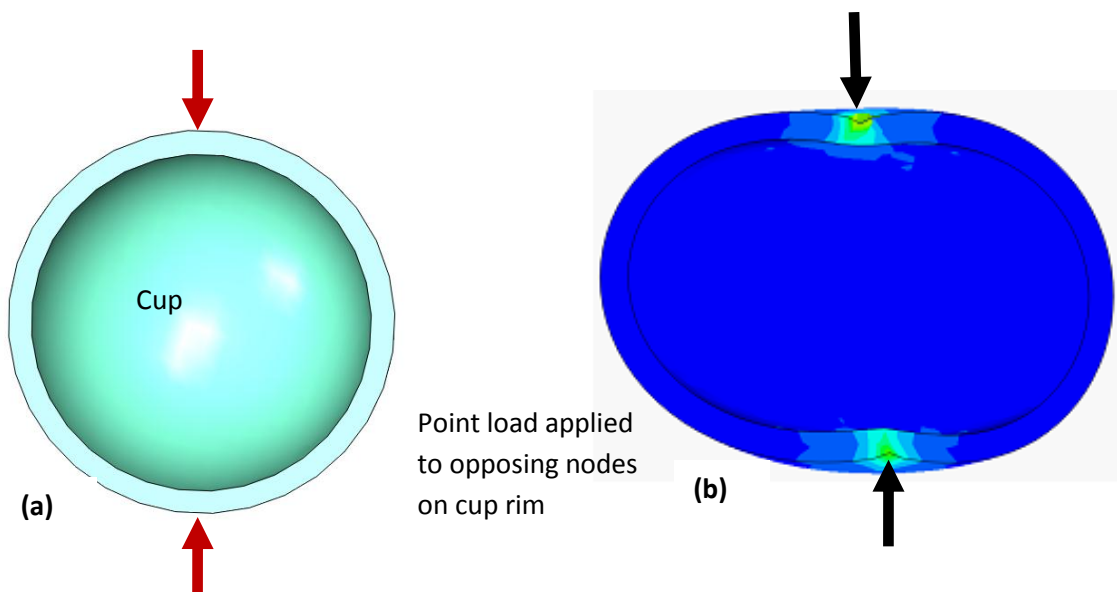 Cup
Point load applied
to opposing nodes
on cup rim
(a)
(b)